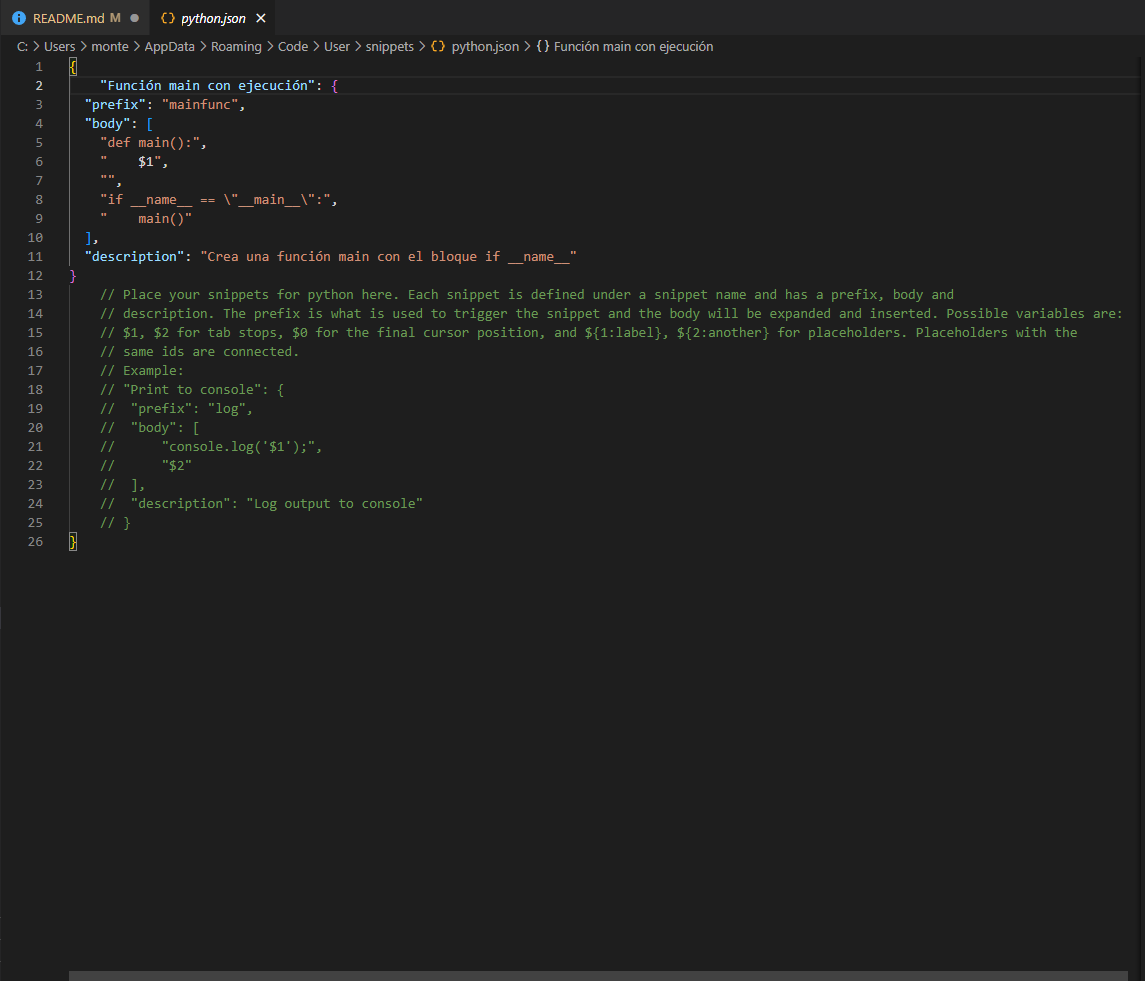 README.md M
python.json
C: > Users > monte > AppData > Roaming > Code > User > snippets > {} python.json > {} Función main con ejecución
1 {
2     "Función main con ejecución": {
3   "prefix": "mainfunc",
4   "body": [
5     "def main():",
6     "    $1",
7     "",
8     "if __name__ == \"__main__\":",
9     "    main()"
10   ],
11   "description": "Crea una función main con el bloque if __name__"
12 }
13     // Place your snippets for python here. Each snippet is defined under a snippet name and has a prefix, body and
14     // description. The prefix is what is used to trigger the snippet and the body will be expanded and inserted. Possible variables are:
15     // $1, $2 for tab stops, $0 for the final cursor position, and ${1:label}, ${2:another} for placeholders. Placeholders with the
16     // same ids are connected.
17     // Example:
18     // "Print to console": {
19     //  "prefix": "log",
20     //  "body": [
21     //      "console.log('$1');",
22     //      "$2"
23     //  ],
24     //  "description": "Log output to console"
25     // }
26 }